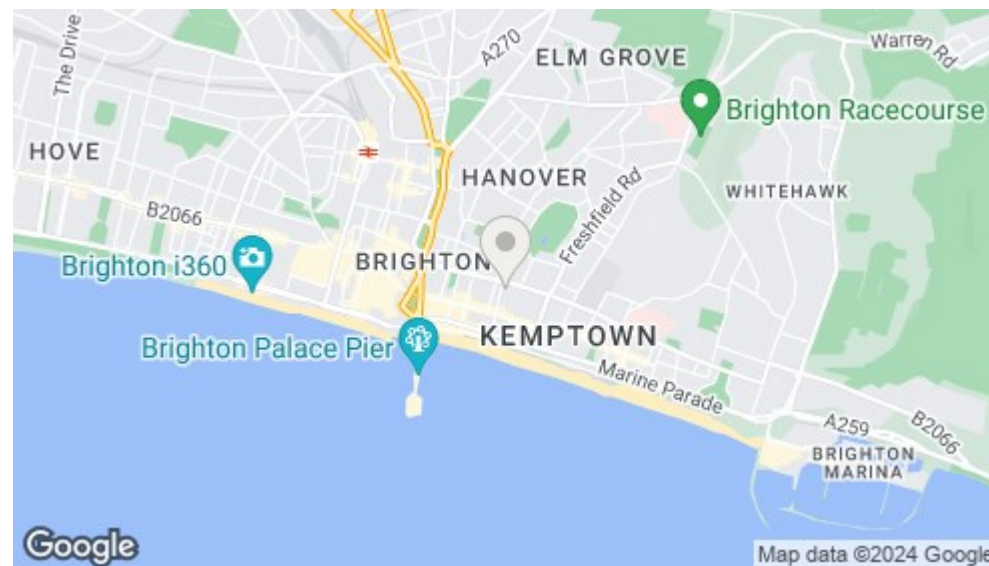 A270
Warren Rd
The Drive
ELM GROVE
Brighton Racecourse
HOVE
HANOVER
WHITEHAWK
B2066
Freshfield Rd
Brighton i360
BRIGHTON
KEMPTOWN
Brighton Palace Pier
Marine Parade
A259
B2066
BRIGHTON
MARINA
Google
Map data ©2024 Google